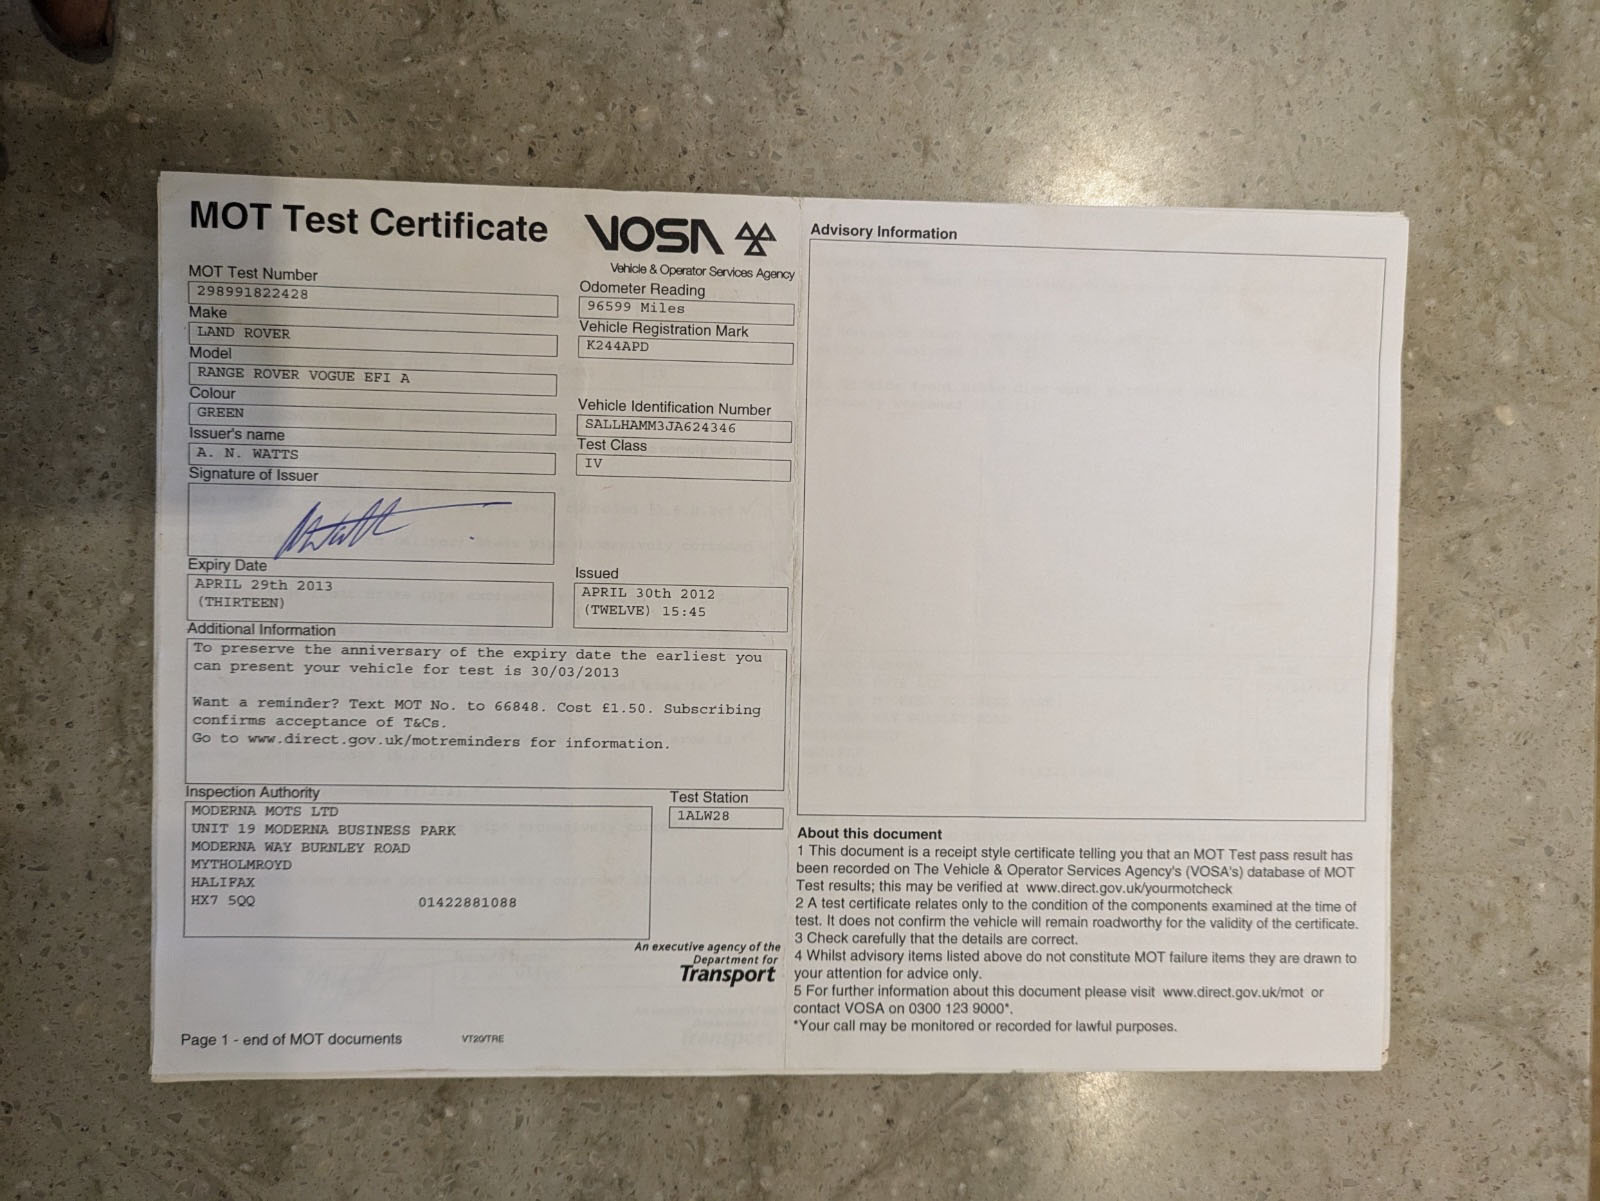 MOT Test Certificate
VOSA
Vehicle & Operator Services Agency
MOT Test Number
298991822428
Odometer Reading
96599 Miles
Make
LAND ROVER
Vehicle Registration Mark
K244APD
Model
RANGE ROVER VOGUE EFI A
Colour
GREEN
Vehicle Identification Number
SALLHAMM3JA624346
Issuer's name
A. N. WATTS
Test Class
IV
Signature of Issuer
Expiry Date
APRIL 29th 2013
(THIRTEEN)
Issued
APRIL 30th 2012
(TWELVE) 15:45
Additional Information
To preserve the anniversary of the expiry date the earliest you
can present your vehicle for test is 30/03/2013
Want a reminder? Text MOT No. to 66848. Cost £1.50. Subscribing
confirms acceptance of T&Cs.
Go to www.direct.gov.uk/motreminders for information.
Inspection Authority
MODERNA MOTS LTD
UNIT 19 MODERNA BUSINESS PARK
MODERNA WAY BURNLEY ROAD
MYTHOLMROYD
HALIFAX
HX7 5QQ 01422881088
Test Station
1ALW28
An executive agency of the
Department for
Transport
Page 1 - end of MOT documents VT20/TRE
Advisory Information
About this document
1 This document is a receipt style certificate telling you that an MOT Test pass result has
been recorded on The Vehicle & Operator Services Agency's (VOSA's) database of MOT
Test results; this may be verified at www.direct.gov.uk/yourmotcheck
2 A test certificate relates only to the condition of the components examined at the time of
test. It does not confirm the vehicle will remain roadworthy for the validity of the certificate.
3 Check carefully that the details are correct.
4 Whilst advisory items listed above do not constitute MOT failure items they are drawn to
your attention for advice only.
5 For further information about this document please visit www.direct.gov.uk/mot or
contact VOSA on 0300 123 9000*.
*Your call may be monitored or recorded for lawful purposes.